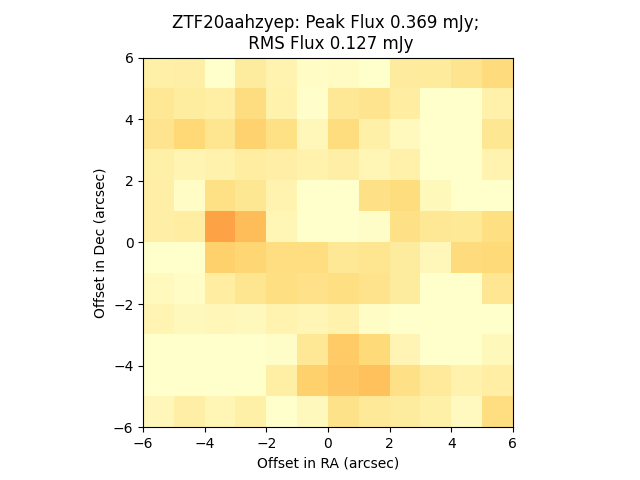 ZTF20aahzyep: Peak Flux 0.369 mJy;
RMS Flux 0.127 mJy
6
4
2
0
−2
−4
−6
Offset in Dec (arcsec)
−6 −4 −2 0 2 4 6
Offset in RA (arcsec)